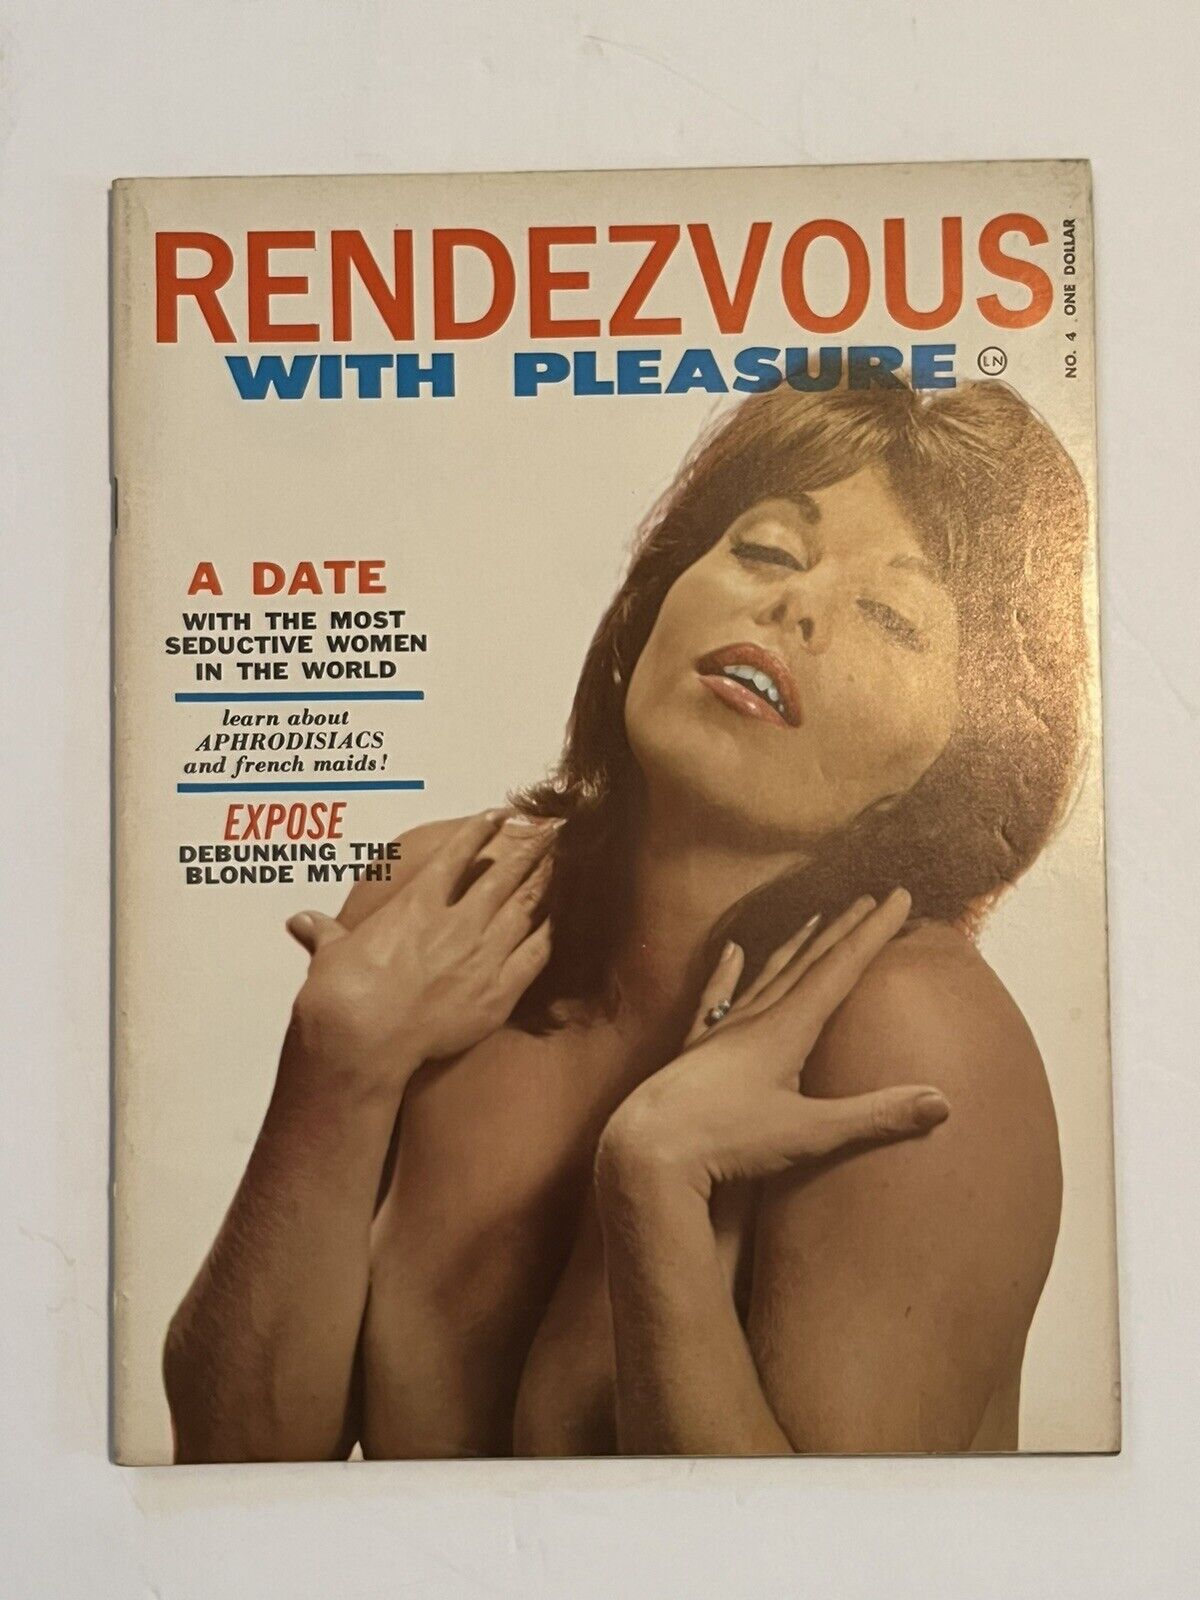 RENDEZVOUS
WITH PLEASURE LN
NO. 4 . ONE DOLLAR
A DATE
WITH THE MOST
SEDUCTIVE WOMEN
IN THE WORLD
learn about
APHRODISIACS
and french maids!
EXPOSE
DEBUNKING THE
BLONDE MYTH!